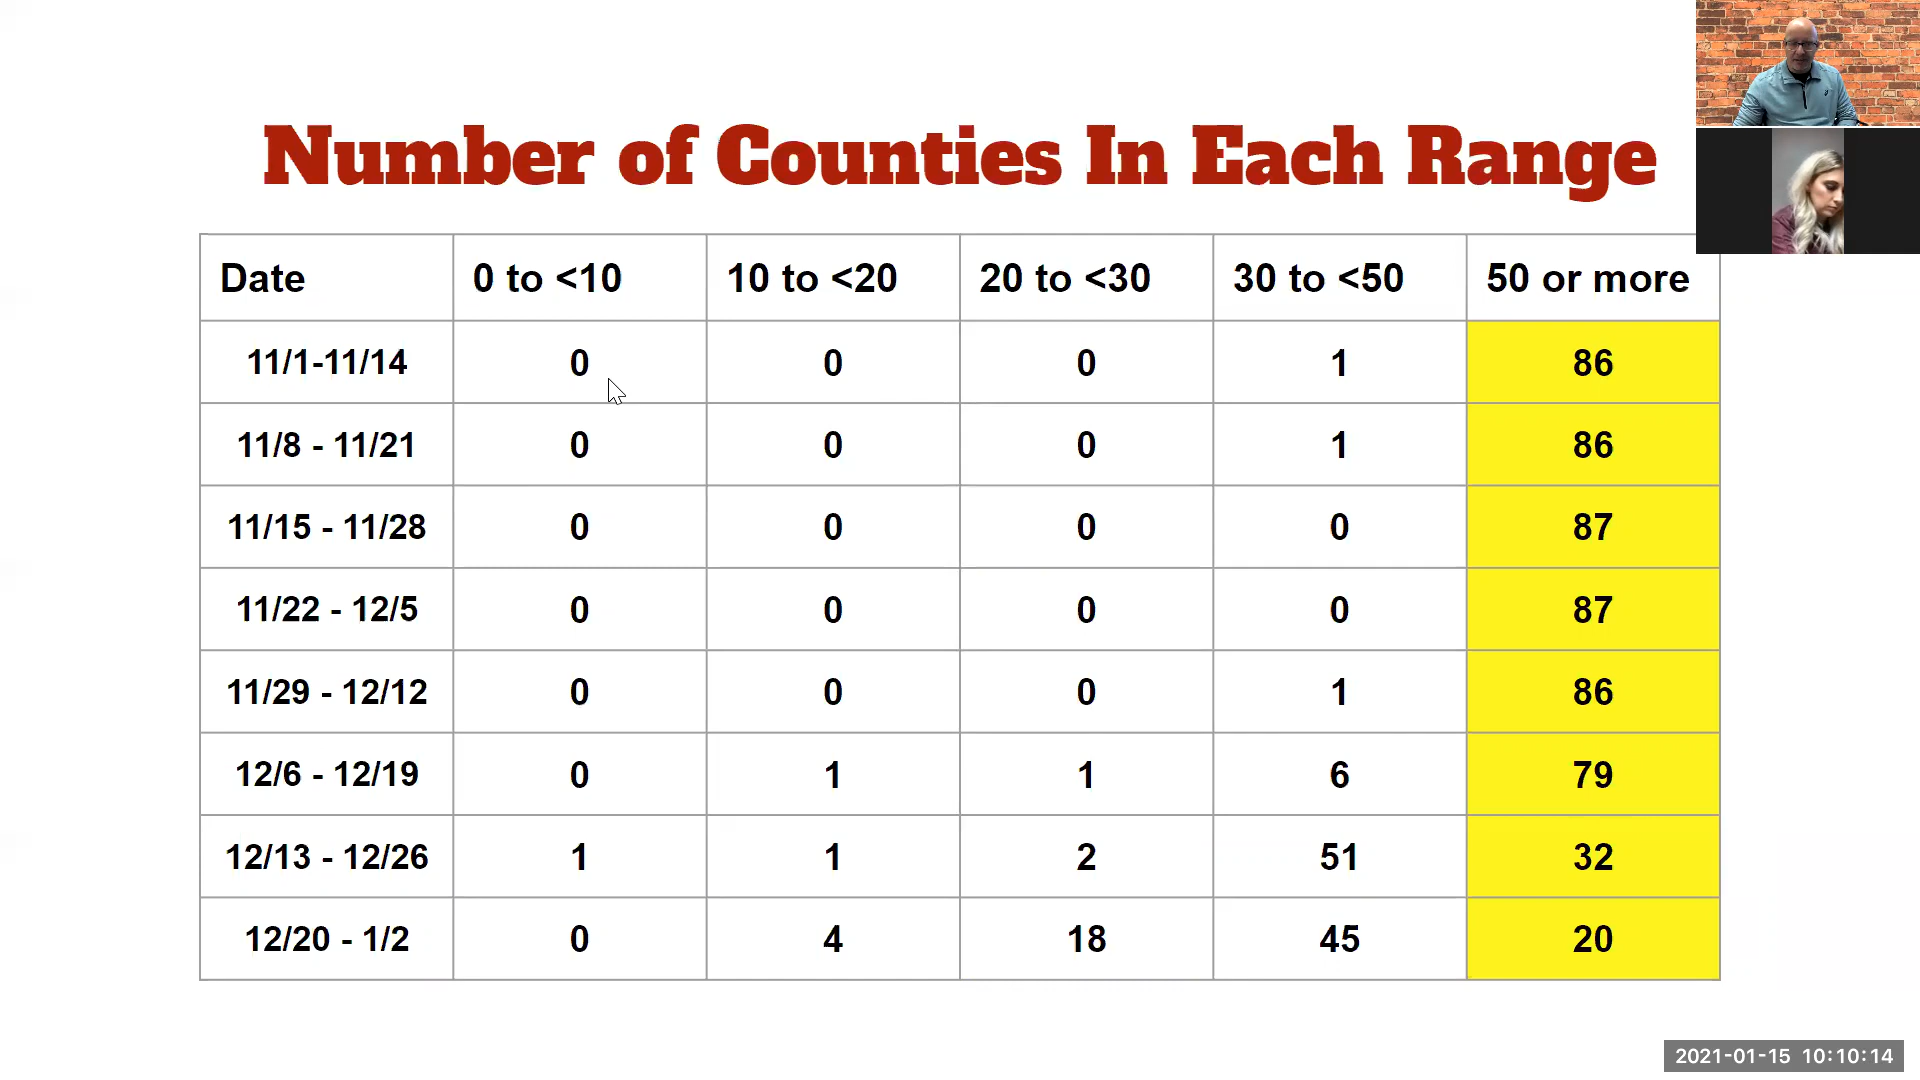 Number of Counties In Each Range
Date 0 to <10 10 to <20 20 to <30 30 to <50 50 or more
11/1-11/14 0 0 0 1 86
11/8 - 11/21 0 0 0 1 86
11/15 - 11/28 0 0 0 0 87
11/22 - 12/5 0 0 0 0 87
11/29 - 12/12 0 0 0 1 86
12/6 - 12/19 0 1 1 6 79
12/13 - 12/26 1 1 2 51 32
12/20 - 1/2 0 4 18 45 20
2021-01-15 10:10:14